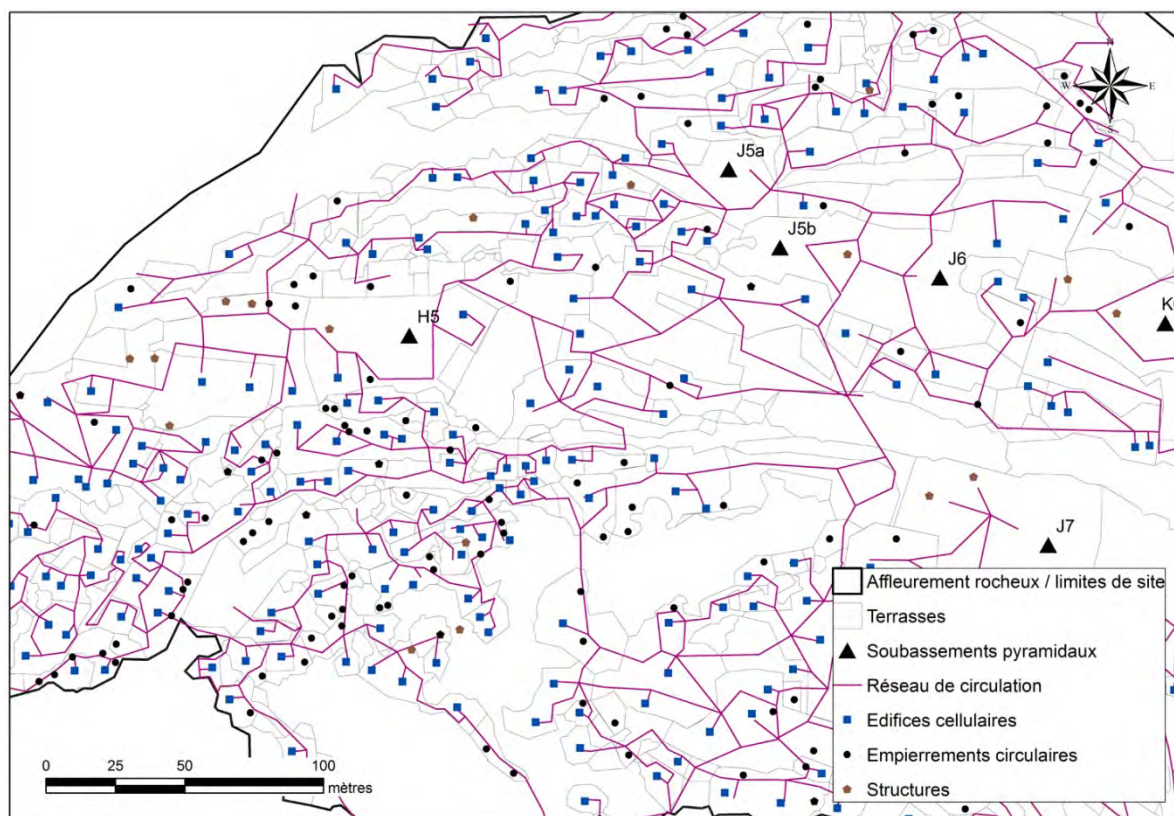 N
W
E
S
J5a
J5b
J6
K
H5
J7
Affleurement rocheux / limites de site
Terrasses
Soubassements pyramidaux
Réseau de circulation
Edifices cellulaires
Empierrements circulaires
Structures
0 25 50 100
mètres